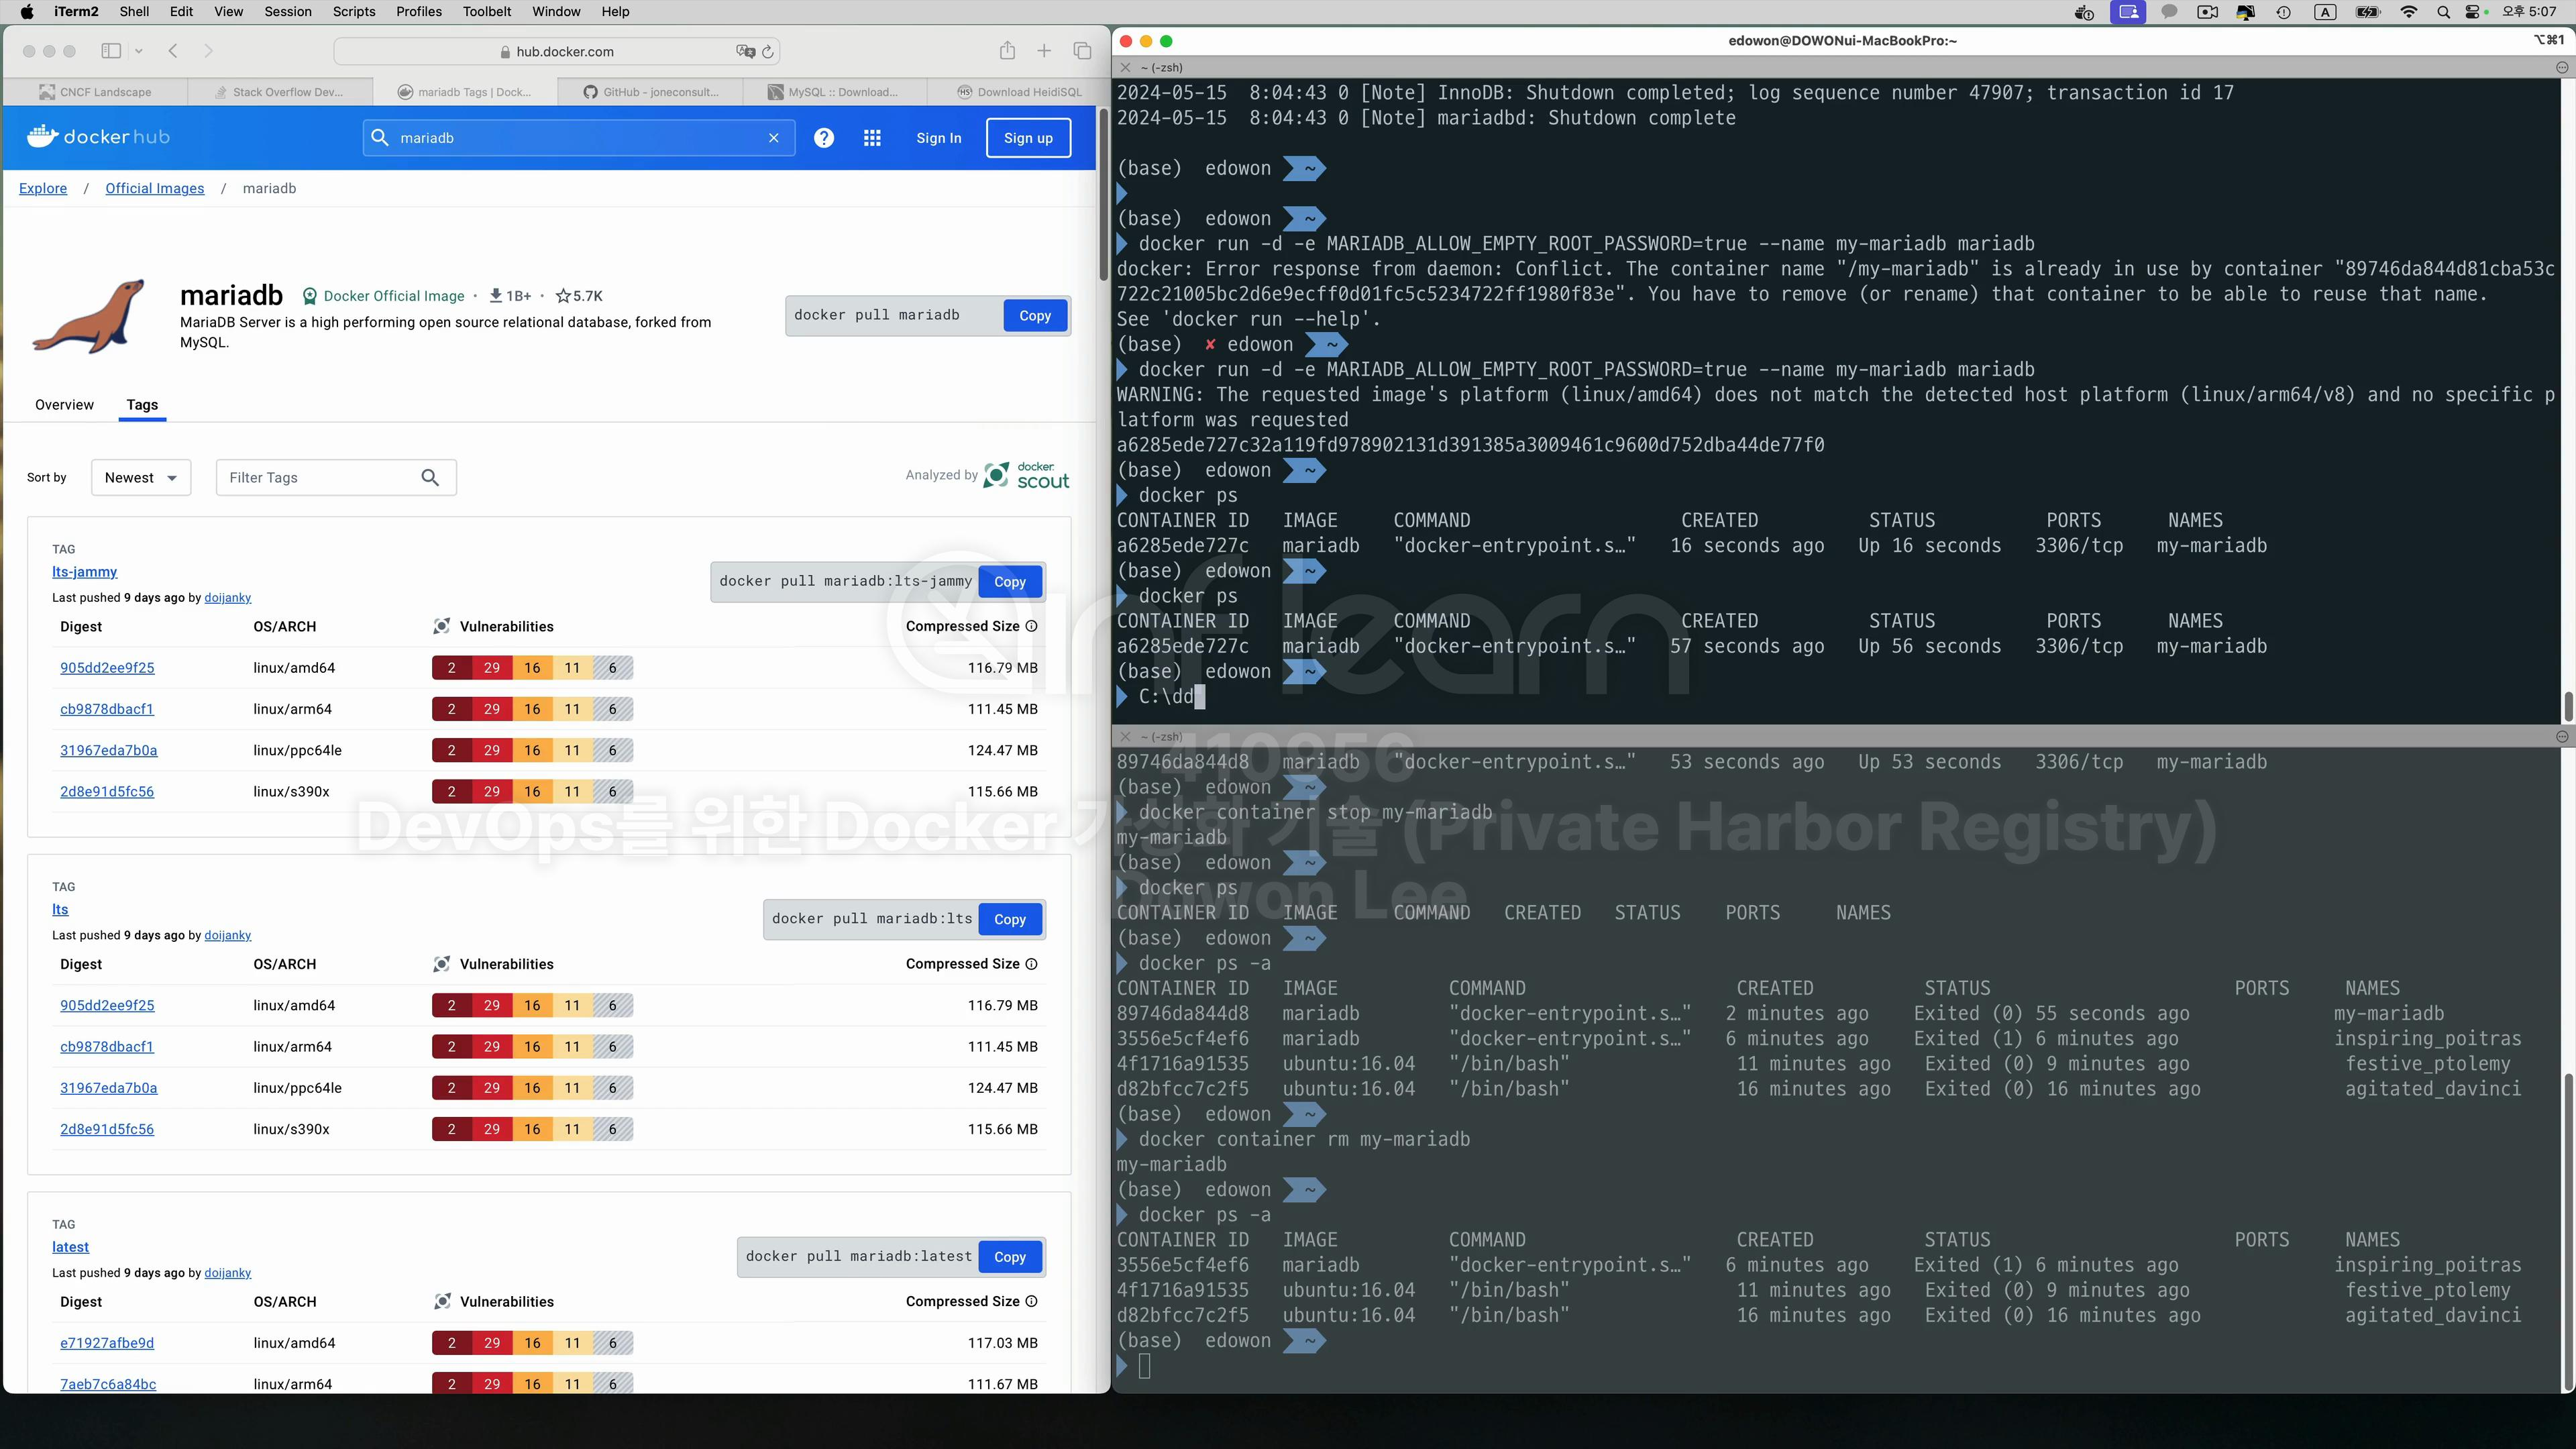 iTerm2 Shell Edit View Session Scripts Profiles Toolbelt Window Help
A 오후 5:07
hub.docker.com
CNCF Landscape
Stack Overflow Dev...
mariadb Tags | Dock...
GitHub - joneconsult...
MySQL :: Download...
Download HeidiSQL
docker hub
mariadb
Sign In
Sign up
Explore / Official Images / mariadb
mariadb Docker Official Image · 1B+ · 5.7K
MariaDB Server is a high performing open source relational database, forked from
MySQL.
docker pull mariadb Copy
Overview Tags
Sort by Newest Filter Tags
Analyzed by docker scout
TAG
lts-jammy
Last pushed 9 days ago by doijanky
docker pull mariadb:lts-jammy Copy
Digest OS/ARCH Vulnerabilities Compressed Size
905dd2ee9f25 linux/amd64 2 29 16 11 6 116.79 MB
cb9878dbacf1 linux/arm64 2 29 16 11 6 111.45 MB
31967eda7b0a linux/ppc64le 2 29 16 11 6 124.47 MB
2d8e91d5fc56 linux/s390x 2 29 16 11 6 115.66 MB
TAG
lts
Last pushed 9 days ago by doijanky
docker pull mariadb:lts Copy
Digest OS/ARCH Vulnerabilities Compressed Size
905dd2ee9f25 linux/amd64 2 29 16 11 6 116.79 MB
cb9878dbacf1 linux/arm64 2 29 16 11 6 111.45 MB
31967eda7b0a linux/ppc64le 2 29 16 11 6 124.47 MB
2d8e91d5fc56 linux/s390x 2 29 16 11 6 115.66 MB
TAG
latest
Last pushed 9 days ago by doijanky
docker pull mariadb:latest Copy
Digest OS/ARCH Vulnerabilities Compressed Size
e71927afbe9d linux/amd64 2 29 16 11 6 117.03 MB
7aeb7c6a84bc linux/arm64 2 29 16 11 6 111.67 MB
edowon@DOWONui-MacBookPro:~
⌥⌘1
~ (-zsh)
2024-05-15  8:04:43 0 [Note] InnoDB: Shutdown completed; log sequence number 47907; transaction id 17
2024-05-15  8:04:43 0 [Note] mariadbd: Shutdown complete
(base) edowon ~
(base) edowon ~
docker run -d -e MARIADB_ALLOW_EMPTY_ROOT_PASSWORD=true --name my-mariadb mariadb
docker: Error response from daemon: Conflict. The container name "/my-mariadb" is already in use by container "89746da844d81cba53c
722c21005bc2d6e9ecff0d01fc5c5234722ff1980f83e". You have to remove (or rename) that container to be able to reuse that name.
See 'docker run --help'.
(base) ✘ edowon ~
docker run -d -e MARIADB_ALLOW_EMPTY_ROOT_PASSWORD=true --name my-mariadb mariadb
WARNING: The requested image's platform (linux/amd64) does not match the detected host platform (linux/arm64/v8) and no specific p
latform was requested
a6285ede727c32a119fd978902131d391385a3009461c9600d752dba44de77f0
(base) edowon ~
docker ps
CONTAINER ID IMAGE COMMAND CREATED STATUS PORTS NAMES
a6285ede727c mariadb "docker-entrypoint.s…" 16 seconds ago Up 16 seconds 3306/tcp my-mariadb
(base) edowon ~
docker ps
CONTAINER ID IMAGE COMMAND CREATED STATUS PORTS NAMES
a6285ede727c mariadb "docker-entrypoint.s…" 57 seconds ago Up 56 seconds 3306/tcp my-mariadb
(base) edowon ~
C:\dd
~ (-zsh)
89746da844d8 mariadb "docker-entrypoint.s…" 53 seconds ago Up 53 seconds 3306/tcp my-mariadb
(base) edowon ~
docker container stop my-mariadb
my-mariadb
(base) edowon ~
docker ps
CONTAINER ID IMAGE COMMAND CREATED STATUS PORTS NAMES
(base) edowon ~
docker ps -a
CONTAINER ID IMAGE COMMAND CREATED STATUS PORTS NAMES
89746da844d8 mariadb "docker-entrypoint.s…" 2 minutes ago Exited (0) 55 seconds ago my-mariadb
3556e5cf4ef6 mariadb "docker-entrypoint.s…" 6 minutes ago Exited (1) 6 minutes ago inspiring_poitras
4f1716a91535 ubuntu:16.04 "/bin/bash" 11 minutes ago Exited (0) 9 minutes ago festive_ptolemy
d82bfcc7c2f5 ubuntu:16.04 "/bin/bash" 16 minutes ago Exited (0) 16 minutes ago agitated_davinci
(base) edowon ~
docker container rm my-mariadb
my-mariadb
(base) edowon ~
docker ps -a
CONTAINER ID IMAGE COMMAND CREATED STATUS PORTS NAMES
3556e5cf4ef6 mariadb "docker-entrypoint.s…" 6 minutes ago Exited (1) 6 minutes ago inspiring_poitras
4f1716a91535 ubuntu:16.04 "/bin/bash" 11 minutes ago Exited (0) 9 minutes ago festive_ptolemy
d82bfcc7c2f5 ubuntu:16.04 "/bin/bash" 16 minutes ago Exited (0) 16 minutes ago agitated_davinci
(base) edowon ~
inflearn
410956
DevOps를 위한 Docker 기술 (Private Harbor Registry)
Dowon Lee